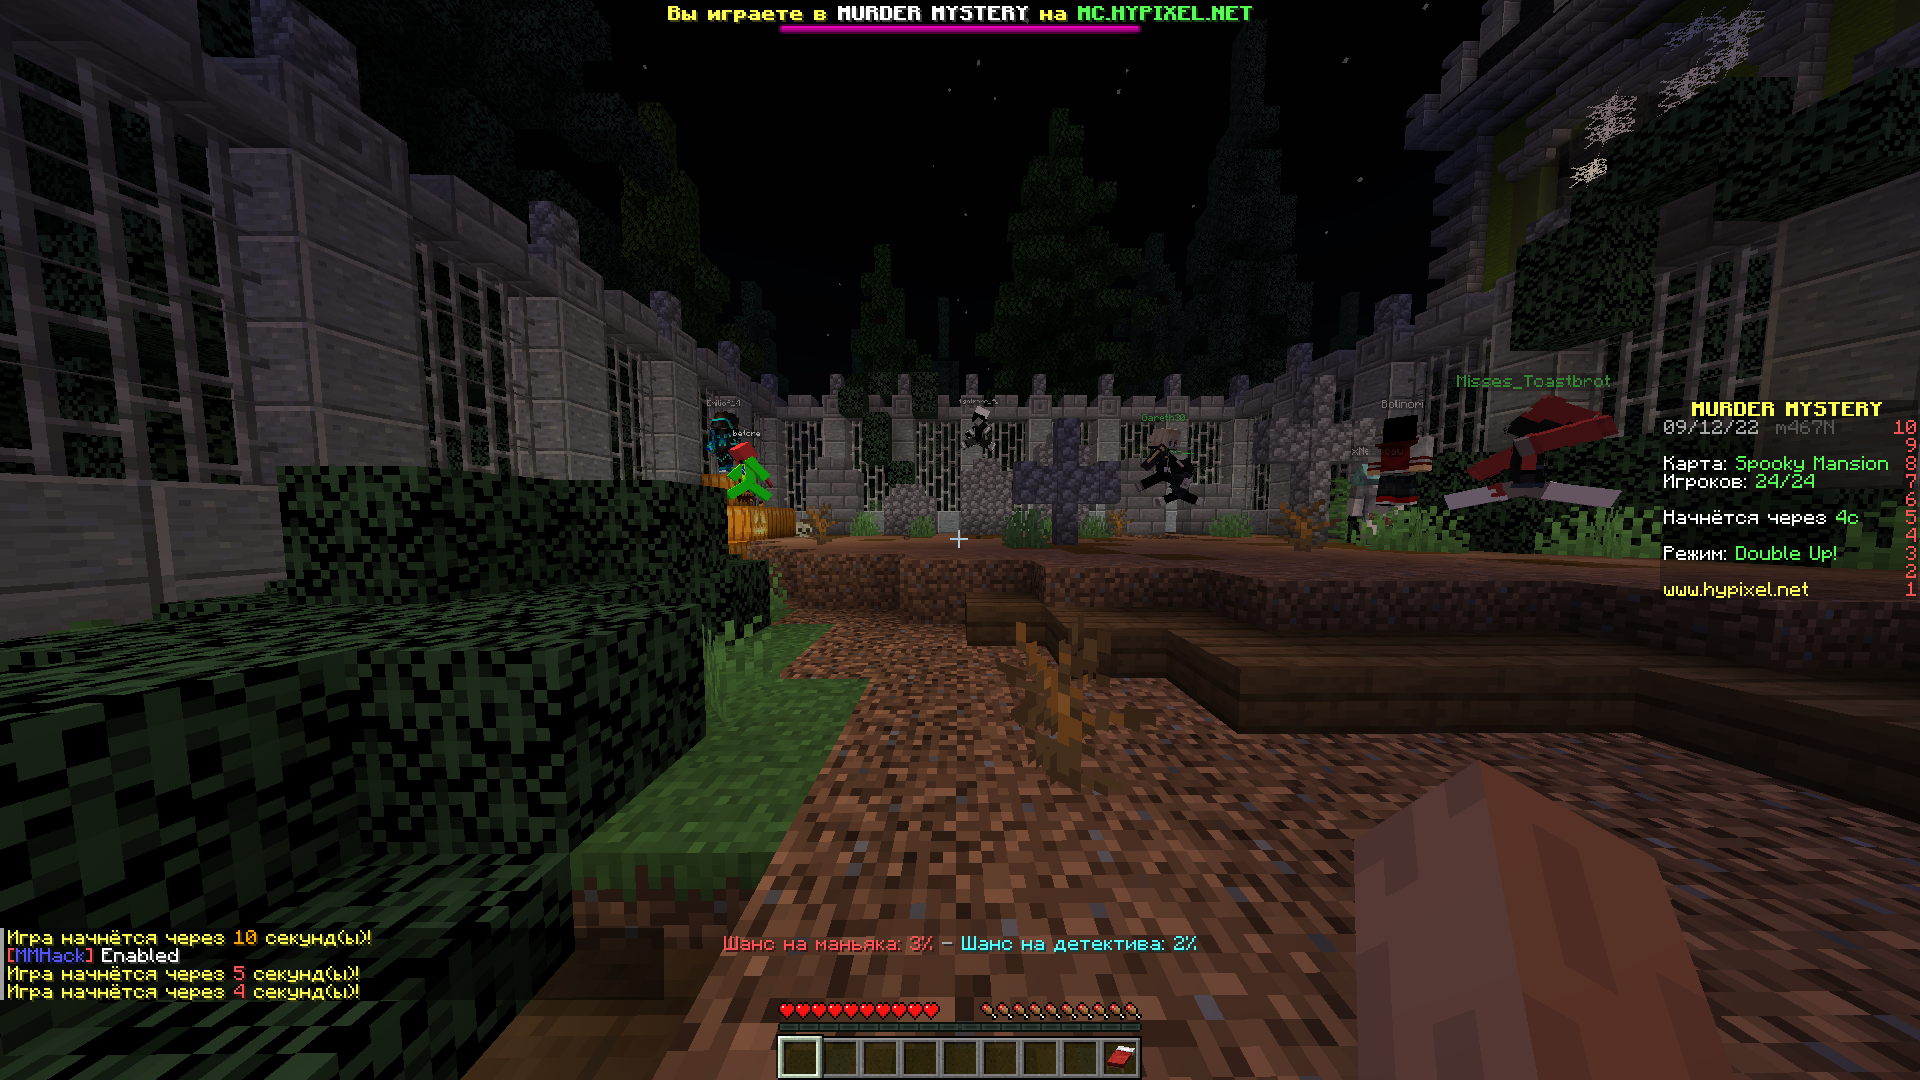 Вы играете в MURDER MYSTERY на MC.HYPIXEL.NET
Misses_Toastbrot
Bolinori
Gareth30
before
MURDER MYSTERY
09/12/22 m467N 10
9
Карта: Spooky Mansion 8
Игроков: 24/24 7
6
Начнётся через 4с 5
4
Режим: Double Up! 3
2
www.hypixel.net 1
Игра начнётся через 10 секунд(ы)!
[MMHack] Enabled
Игра начнётся через 5 секунд(ы)!
Игра начнётся через 4 секунд(ы)!
Шанс на маньяка: 3% - Шанс на детектива: 2%